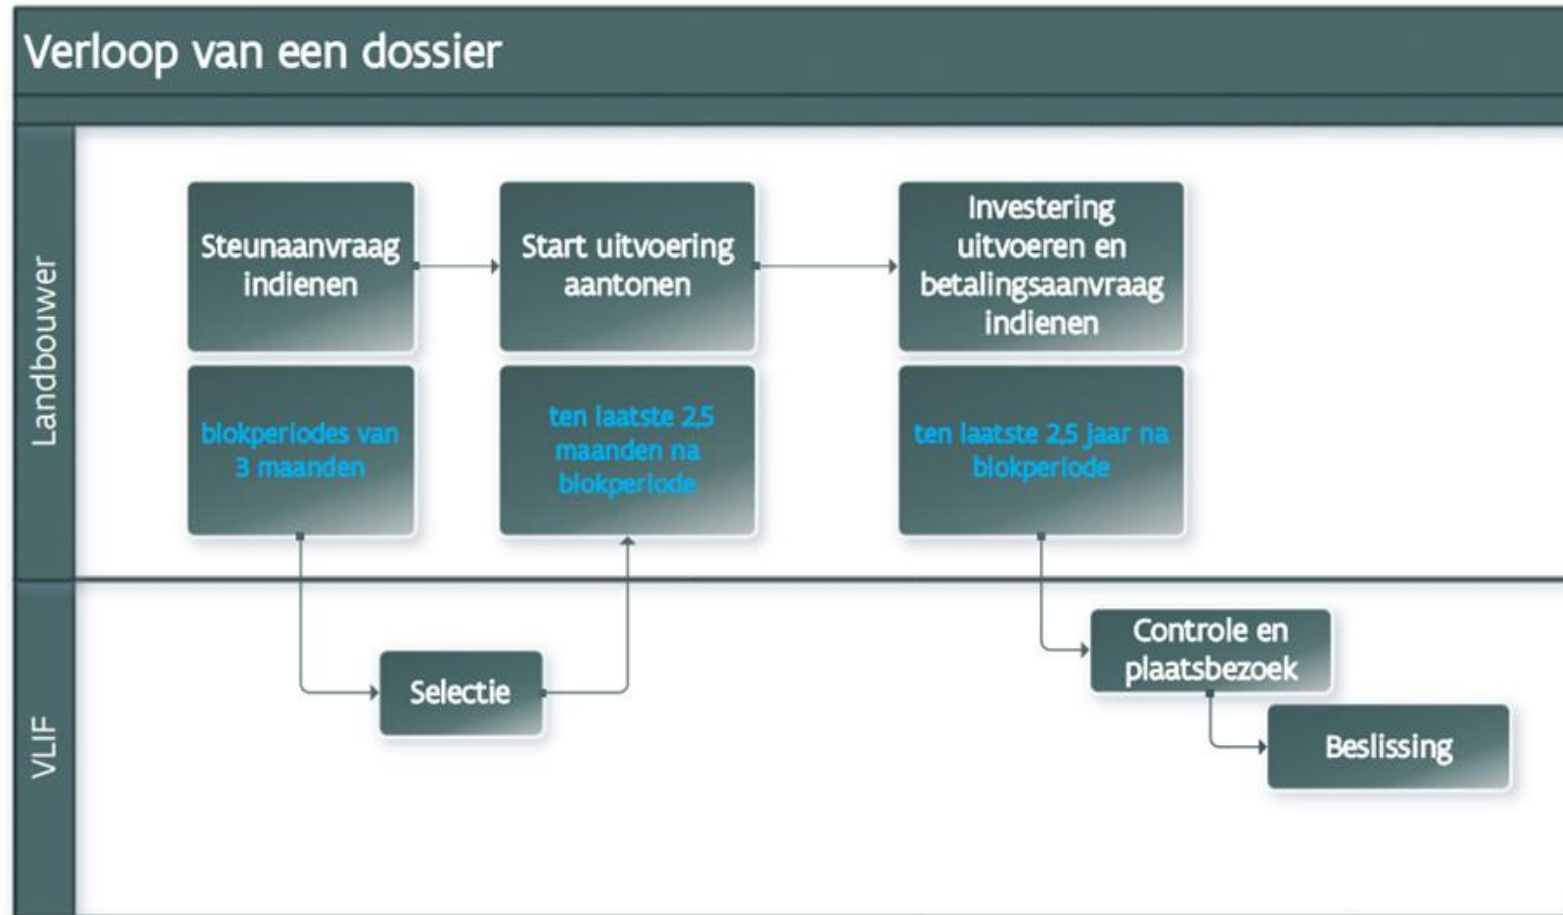 Verloop van een dossier
Landbouwer
Steunaanvraag
indienen
Start uitvoering
aantonen
Investering
uitvoeren en
betalingsaanvraag
indienen
blokperiodes van
3 maanden
ten laatste 2,5
maanden na
blokperiode
ten laatste 2,5 jaar na
blokperiode
VLIF
Selectie
Controle en
plaatsbezoek
Beslissing